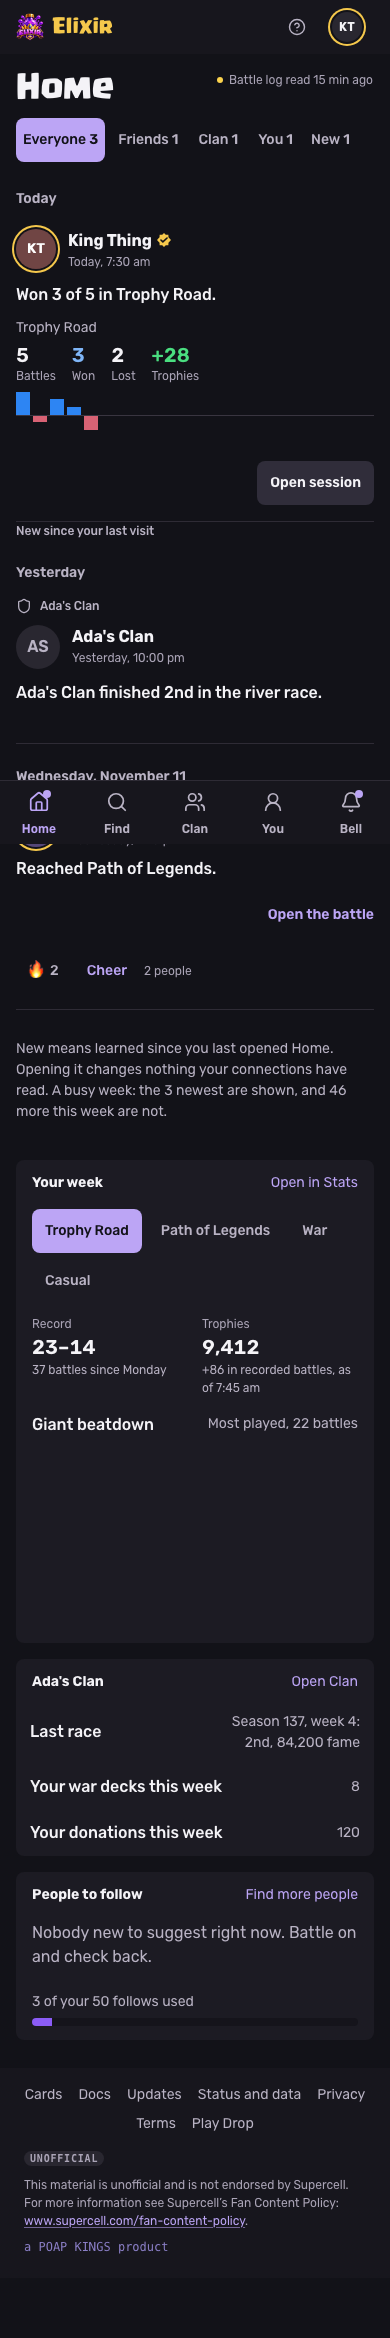 Elixir
KT
Home
Battle log read 15 min ago
Everyone 3
Friends 1
Clan 1
You 1
New 1
Today
KT
King Thing
Today, 7:30 am
Won 3 of 5 in Trophy Road.
Trophy Road
5
3
2
+28
Battles
Won
Lost
Trophies
Open session
New since your last visit
Yesterday
Ada's Clan
AS
Ada's Clan
Yesterday, 10:00 pm
Ada's Clan finished 2nd in the river race.
Wednesday, November 11
Home
Find
Clan
You
Bell
Reached Path of Legends.
Open the battle
2
Cheer
2 people
New means learned since you last opened Home.
Opening it changes nothing your connections have
read. A busy week: the 3 newest are shown, and 46
more this week are not.
Your week
Open in Stats
Trophy Road
Path of Legends
War
Casual
Record
Trophies
23–14
9,412
37 battles since Monday
+86 in recorded battles, as
of 7:45 am
Giant beatdown
Most played, 22 battles
Ada's Clan
Open Clan
Last race
Season 137, week 4:
2nd, 84,200 fame
Your war decks this week
8
Your donations this week
120
People to follow
Find more people
Nobody new to suggest right now. Battle on
and check back.
3 of your 50 follows used
Cards
Docs
Updates
Status and data
Privacy
Terms
Play Drop
UNOFFICIAL
This material is unofficial and is not endorsed by Supercell.
For more information see Supercell's Fan Content Policy:
www.supercell.com/fan-content-policy.
a POAP KINGS product